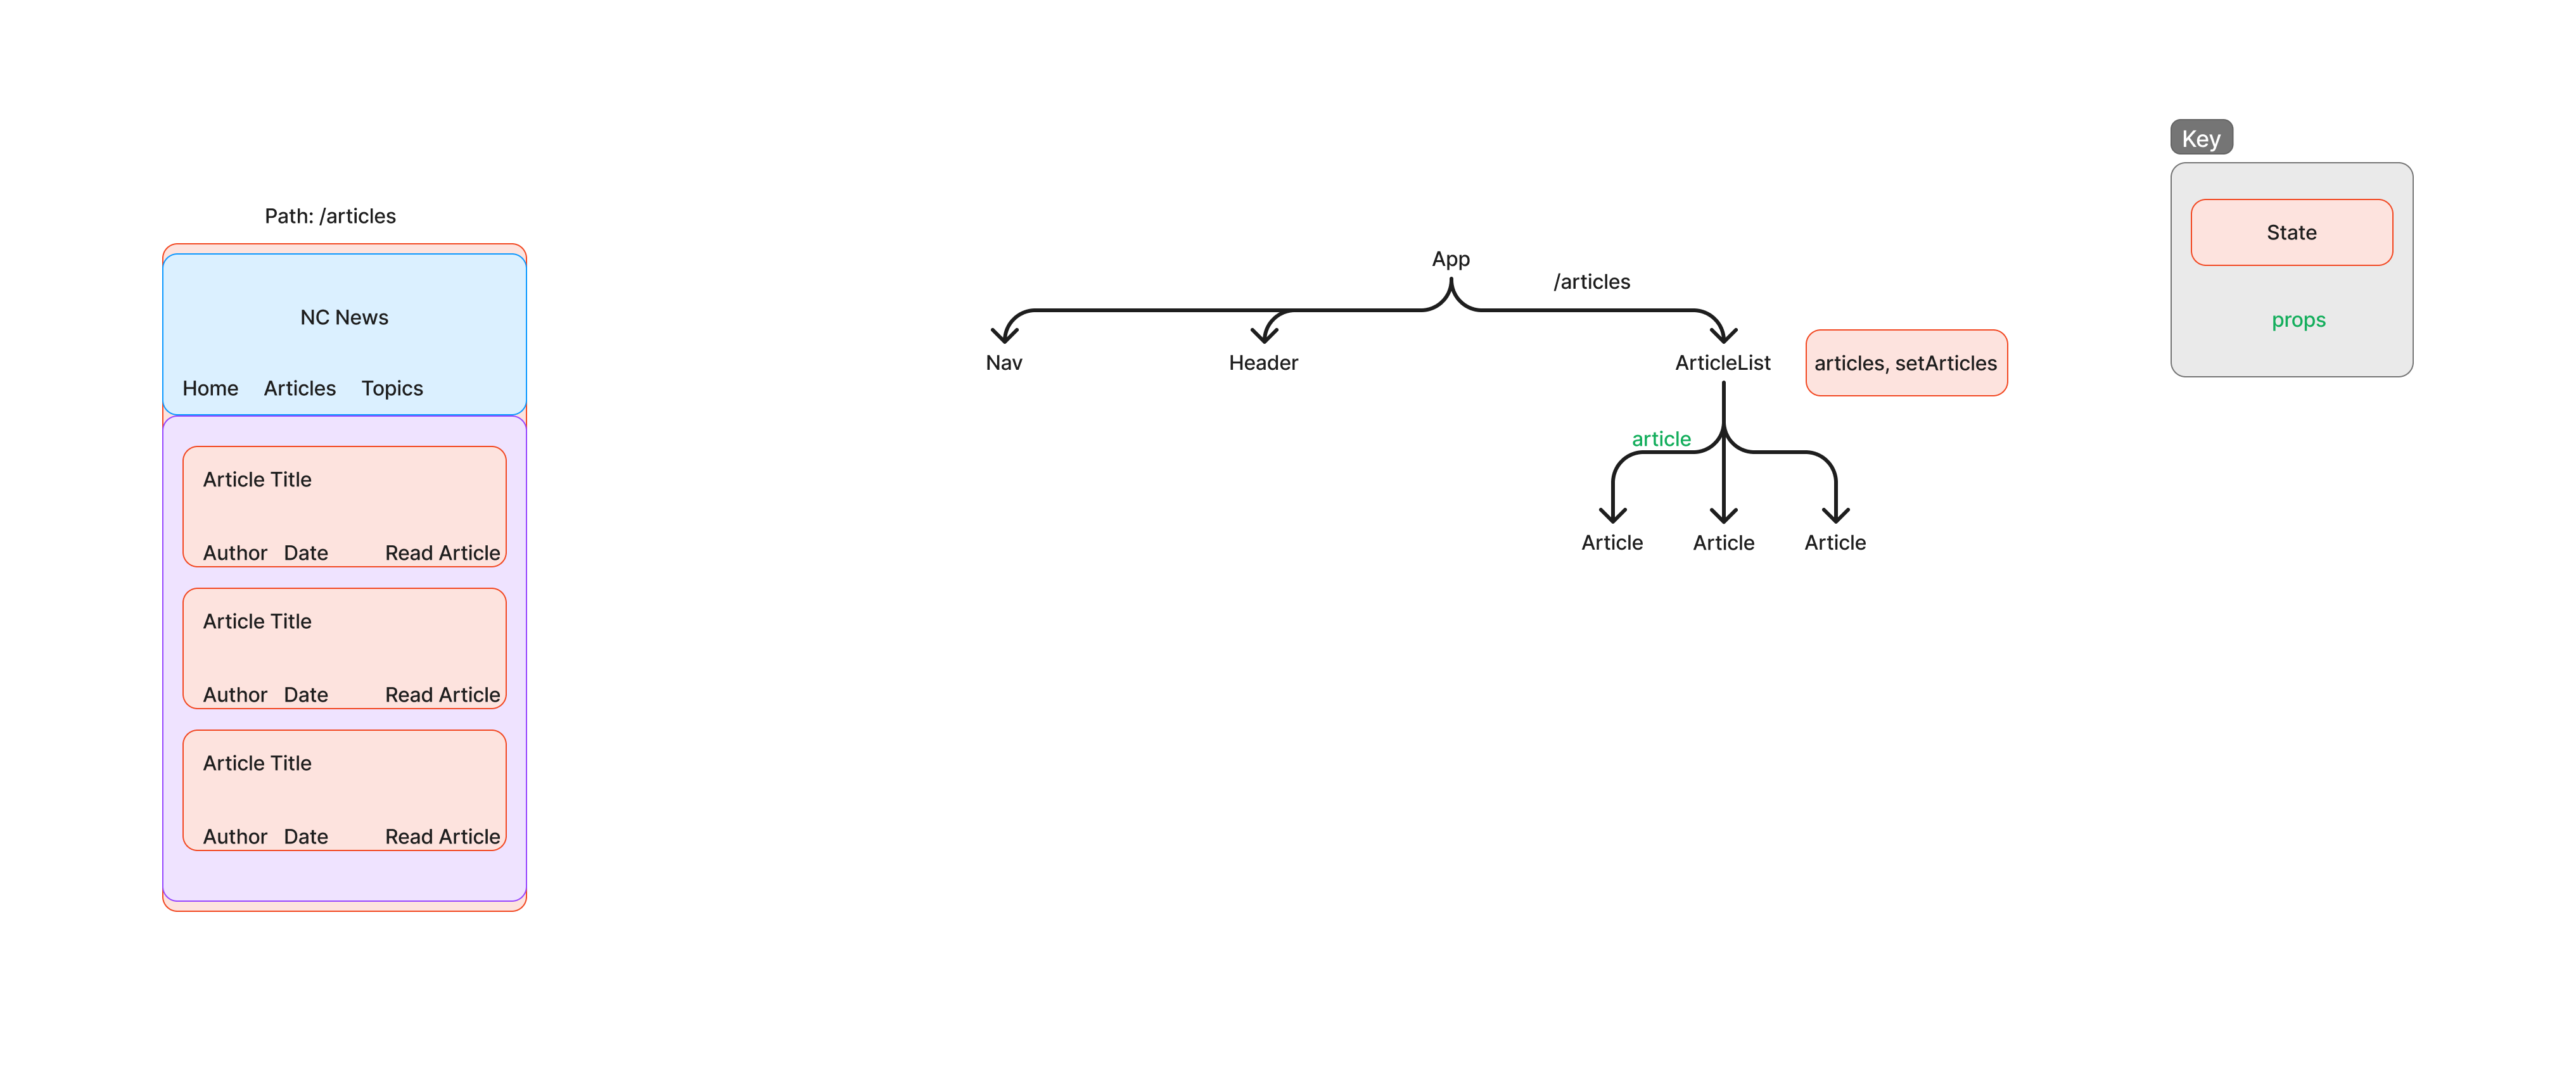 Path: /articles
NC News
Home Articles Topics
Article Title
Author Date Read Article
Article Title
Author Date Read Article
Article Title
Author Date Read Article
App
/articles
Nav Header ArticleList articles, setArticles
article
Article Article Article
Key
State
props